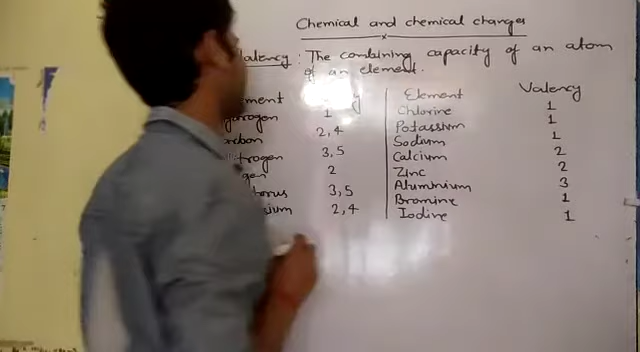 Chemical and chemical changes
Valency : The combining capacity of an atom
of an element.
Element Valency
1 Chlorine 1
Carbon 2, 4 Potassium 1
3, 5 Sodium 1
2 Calcium 2
3, 5 Zinc 2
2, 4 Aluminium 3
Bromine 1
Iodine 1